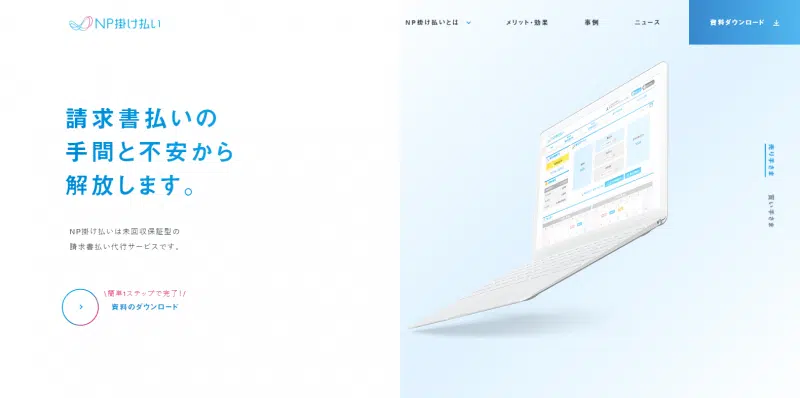 NP掛け払い
NP掛け払いとは
メリット・効果
事例
ニュース
資料ダウンロード
請求書払いの
手間と不安から
解放します。
NP掛け払いは未回収保証型の
請求書払い代行サービスです。
\簡単1ステップで完了!/
資料のダウンロード
売り手さま
買い手さま